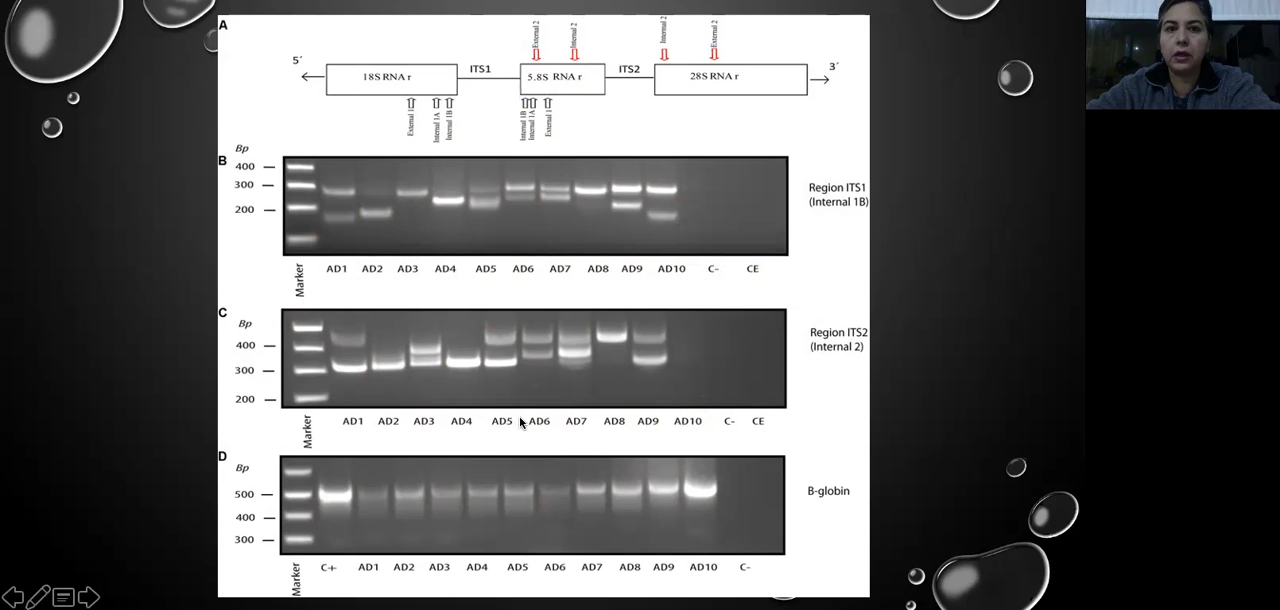 A
External 2
Internal 2
Internal 2
External 2
5´
18S RNA r
ITS1
5.8S RNA r
ITS2
28S RNA r
3´
External 1
Internal 1A
Internal 1B
Internal 1B
Internal 1A
External 1
B
Bp
400
300
200
Region ITS1
(Internal 1B)
Marker AD1 AD2 AD3 AD4 AD5 AD6 AD7 AD8 AD9 AD10 C- CE
C
Bp
400
300
200
Region ITS2
(Internal 2)
Marker AD1 AD2 AD3 AD4 AD5 AD6 AD7 AD8 AD9 AD10 C- CE
D
Bp
500
400
300
B-globin
Marker C+ AD1 AD2 AD3 AD4 AD5 AD6 AD7 AD8 AD9 AD10 C-